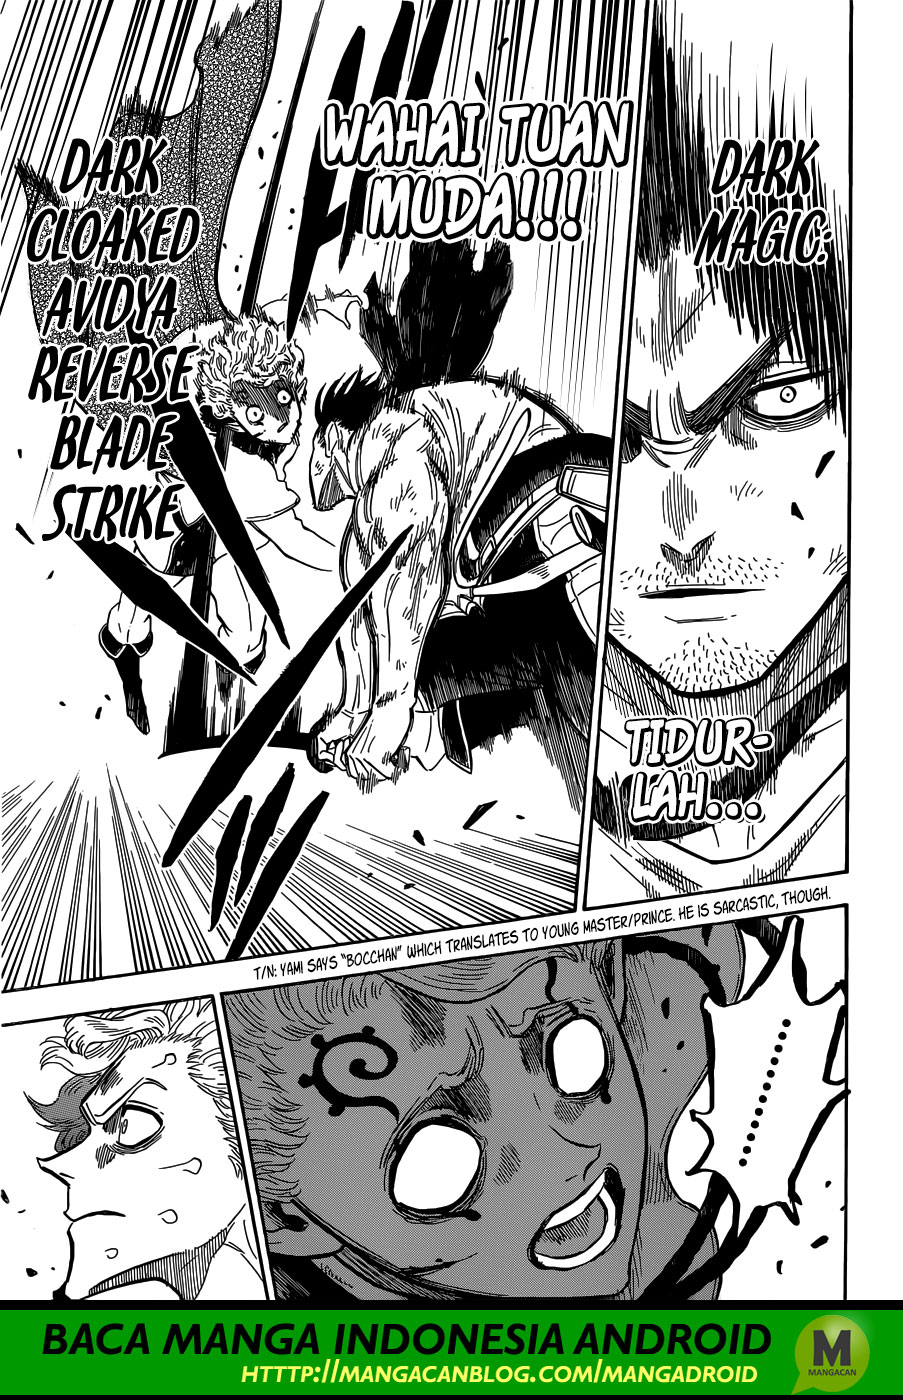 DARK
MAGIC:
TIDUR-
LAH...
WAHAI TUAN
MUDA!!!
DARK
CLOAKED
AVIDYA
REVERSE
BLADE
STRIKE
T/N: YAMI SAYS "BOCCHAN" WHICH TRANSLATES TO YOUNG MASTER/PRINCE. HE IS SARCASTIC, THOUGH.
..........
BACA MANGA INDONESIA ANDROID
HTTTP://MANGACANBLOG.COM/MANGADROID
M
MANGACAN